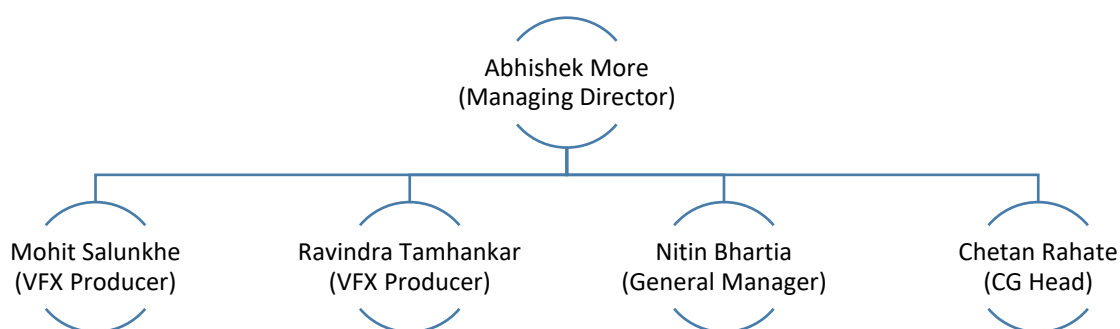 Abhishek More
(Managing Director)
Mohit Salunkhe
(VFX Producer)
Ravindra Tamhankar
(VFX Producer)
Nitin Bhartia
(General Manager)
Chetan Rahate
(CG Head)